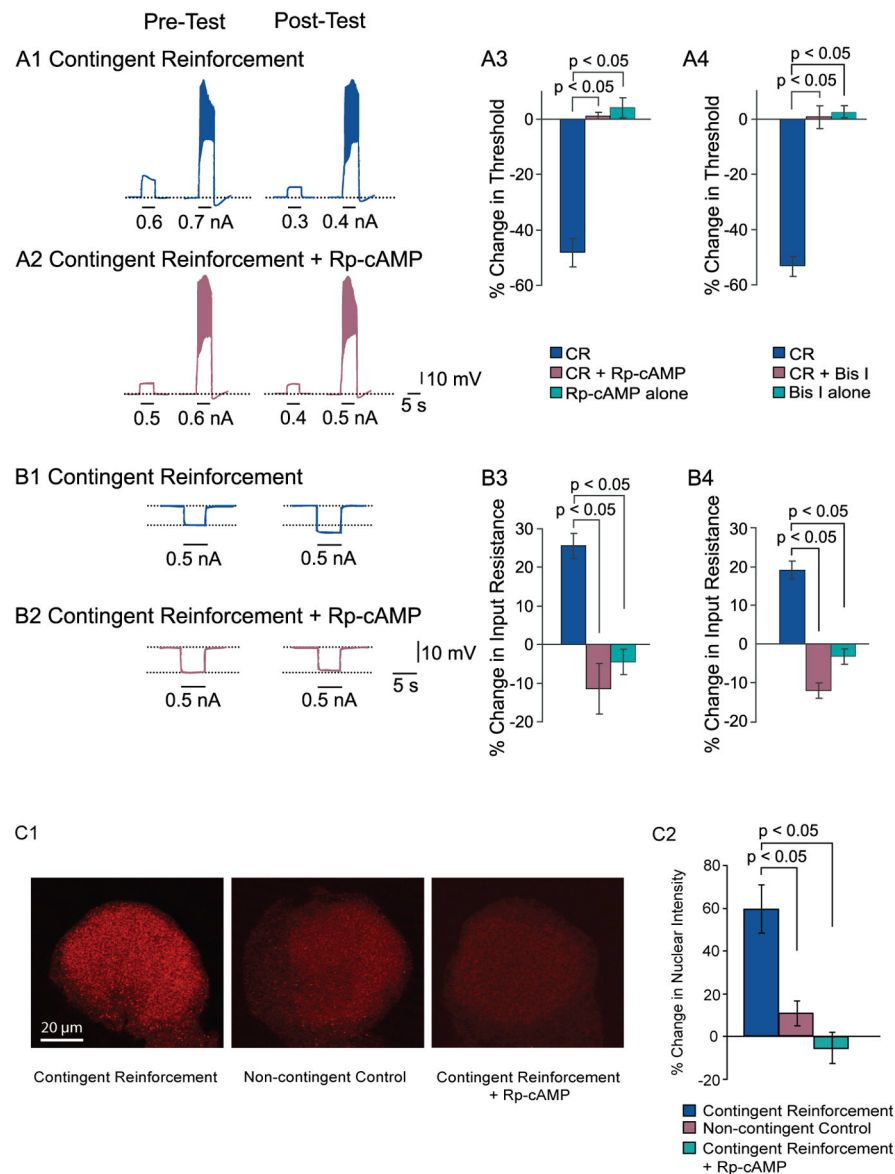 Pre-Test Post-Test
A1 Contingent Reinforcement
0.6 0.7 nA 0.3 0.4 nA
A2 Contingent Reinforcement + Rp-cAMP
10 mV
5 s
0.5 0.6 nA 0.4 0.5 nA
A3
p < 0.05
p < 0.05
% Change in Threshold
20
0
-20
-40
-60
CR
CR + Rp-cAMP
Rp-cAMP alone
A4
p < 0.05
p < 0.05
% Change in Threshold
20
0
-20
-40
-60
CR
CR + Bis I
Bis I alone
B1 Contingent Reinforcement
0.5 nA 0.5 nA
B2 Contingent Reinforcement + Rp-cAMP
10 mV
5 s
0.5 nA 0.5 nA
B3
p < 0.05
p < 0.05
% Change in Input Resistance
30
20
10
0
-10
-20
B4
p < 0.05
p < 0.05
% Change in Input Resistance
30
20
10
0
-10
-20
C1
20 µm
Contingent Reinforcement
Non-contingent Control
Contingent Reinforcement
+ Rp-cAMP
C2
p < 0.05
p < 0.05
% Change in Nuclear Intensity
80
60
40
20
0
-20
Contingent Reinforcement
Non-contingent Control
Contingent Reinforcement
+ Rp-cAMP